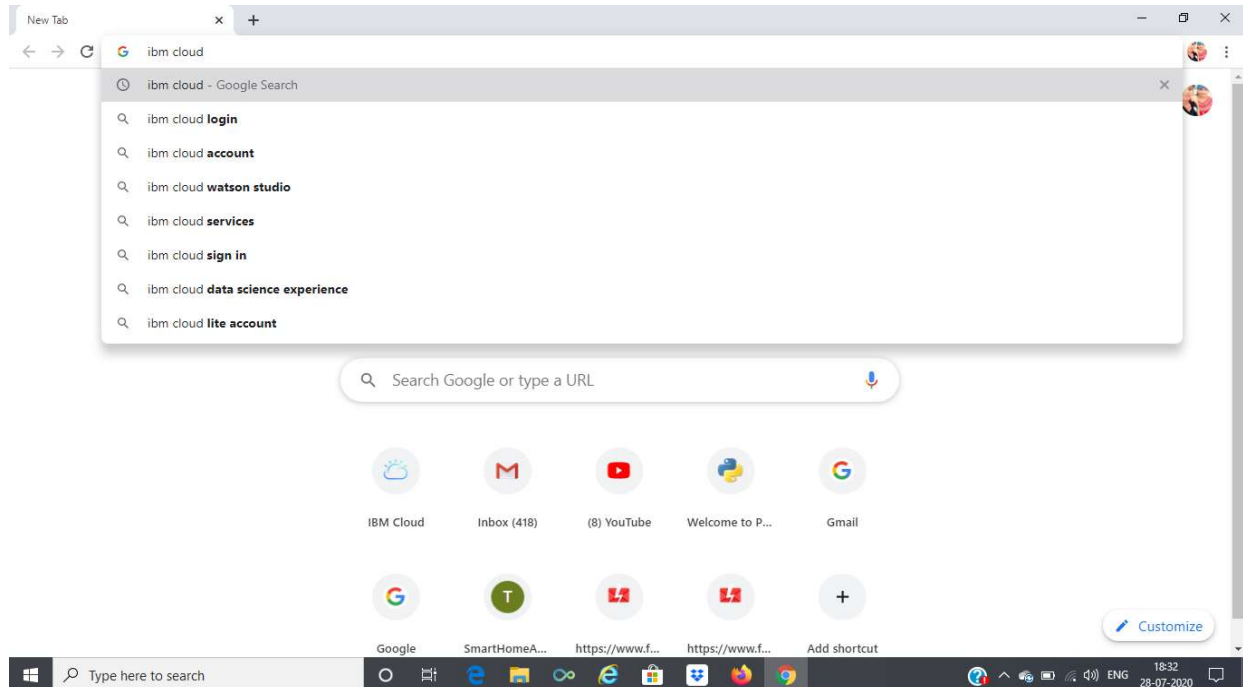 New Tab
ibm cloud
ibm cloud - Google Search
ibm cloud login
ibm cloud account
ibm cloud watson studio
ibm cloud services
ibm cloud sign in
ibm cloud data science experience
ibm cloud lite account
Search Google or type a URL
IBM Cloud Inbox (418) (8) YouTube Welcome to P... Gmail
T
Google SmartHomeA... https://www.f... https://www.f... Add shortcut
Customize
Type here to search
ENG
18:32
28-07-2020